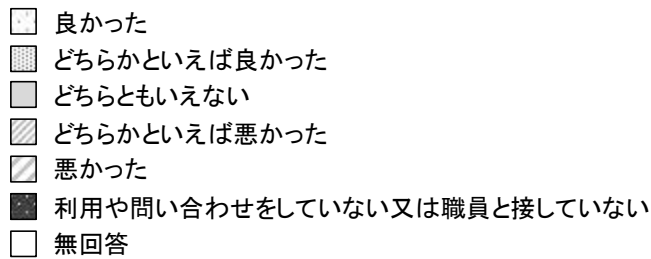 良かった
どちらかといえば良かった
どちらともいえない
どちらかといえば悪かった
悪かった
利用や問い合わせをしていない又は職員と接していない
無回答